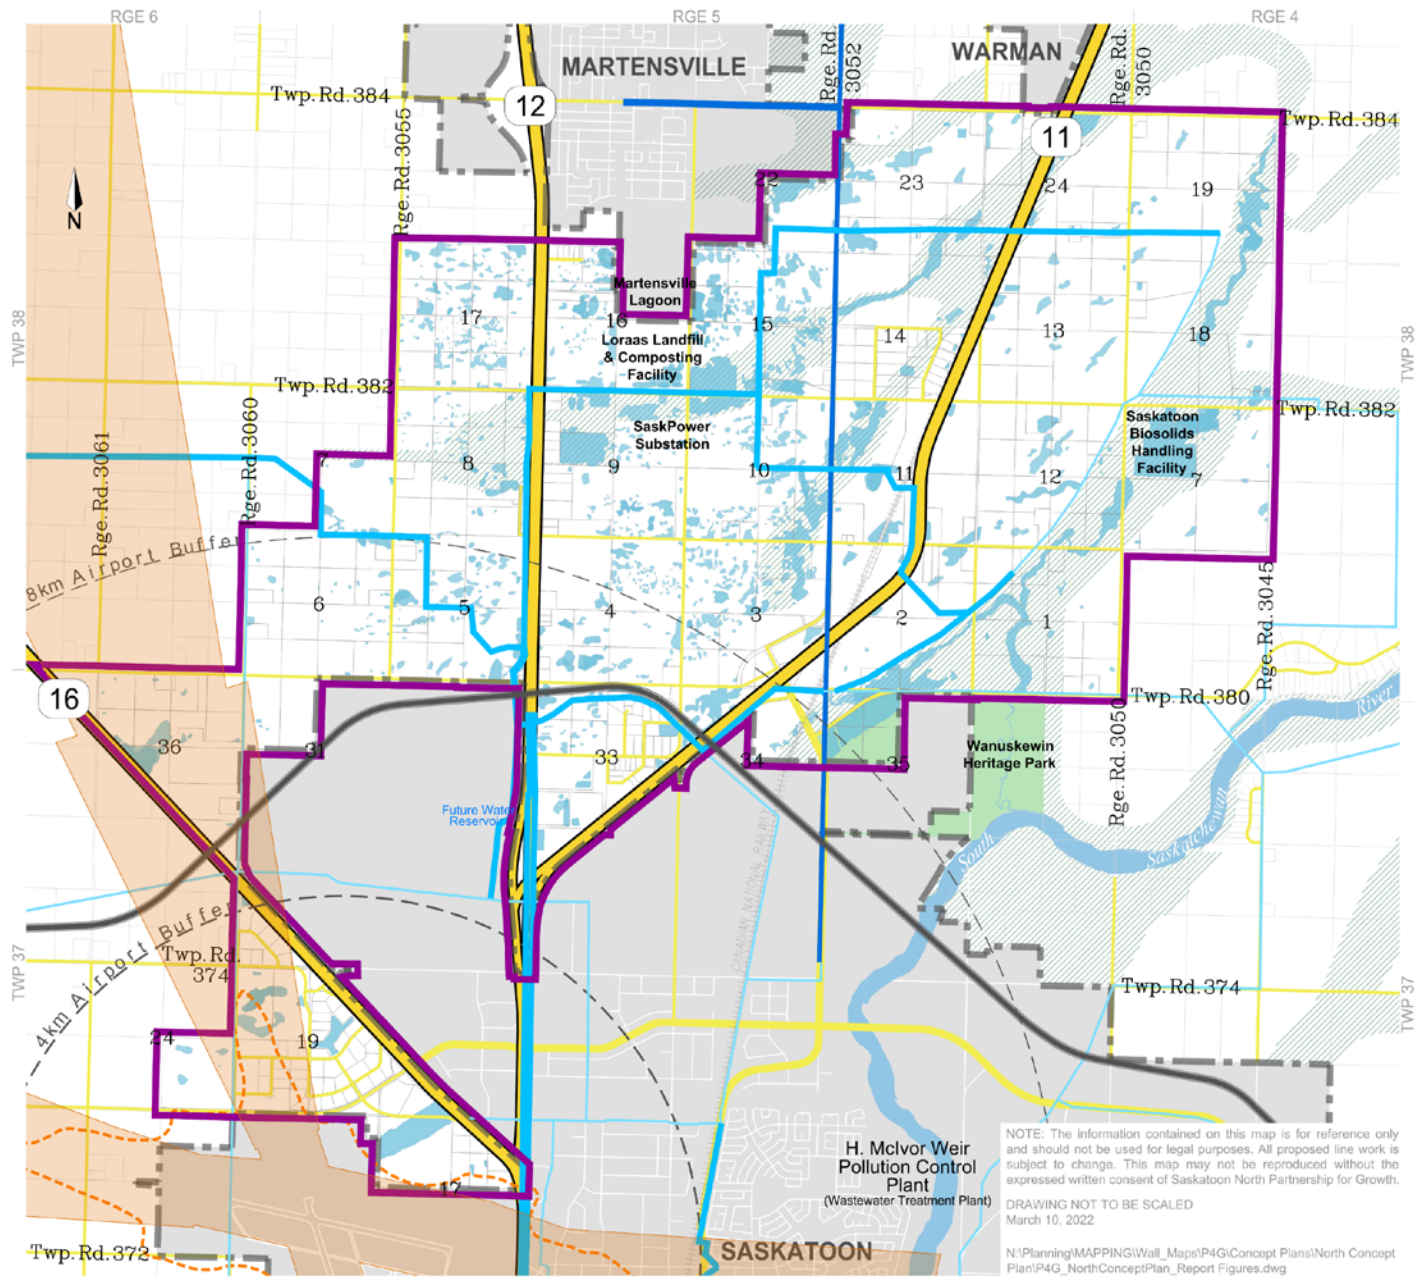 RGE 6
RGE 5
RGE 4
MARTENSVILLE
WARMAN
Rge.Rd.
3052
Rge.Rd.
3050
Twp.Rd.384
12
11
Twp.Rd.384
Rge.Rd.3055
22
23
24
19
N
Martensville
Lagoon
17
16
15
14
13
18
TWP 38
TWP 38
Loraas Landfill
& Composting
Facility
Twp.Rd.382
Twp.Rd.382
Rge.Rd.3061
Rge.Rd.3060
SaskPower
Substation
Saskatoon
Biosolids
Handling
Facility
7
8
9
10
11
12
7
8km Airport Buffer
6
5
4
3
2
1
Rge.Rd.3045
16
Twp.Rd.380
Rge.Rd.3050
36
31
33
34
35
Wanuskewin
Heritage Park
River
Future Water
Reservoir
CANADIAN NATIONAL RAILWAY
South
Saskatchewan
4km Airport Buffer
Twp.Rd.
374
Twp.Rd.374
TWP 37
TWP 37
24
19
17
H. McIvor Weir
Pollution Control
Plant
(Wastewater Treatment Plant)
SASKATOON
Twp.Rd.372
NOTE: The information contained on this map is for reference only
and should not be used for legal purposes. All proposed line work is
subject to change. This map may not be reproduced without the
expressed written consent of Saskatoon North Partnership for Growth.
DRAWING NOT TO BE SCALED
March 10, 2022
N:\Planning\MAPPING\Wall_Maps\P4G\Concept Plans\North Concept
Plan\P4G_NorthConceptPlan_Report Figures.dwg